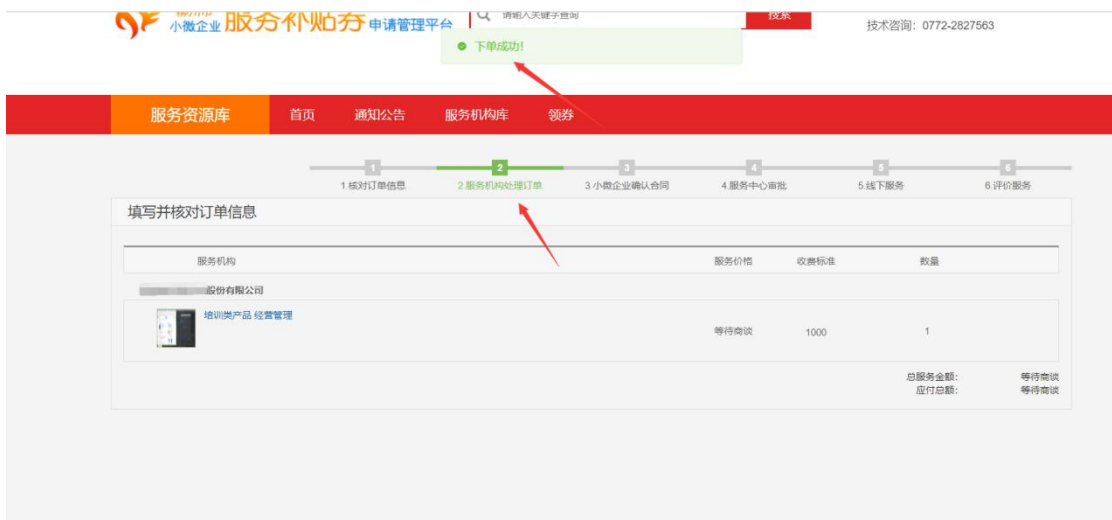 小微企业 服务补贴券 申请管理平台
请输入关键字查询
搜索
技术咨询：0772-2827563
下单成功!
服务资源库 首页 通知公告 服务机构库 领券
1 2 3 4 5 6
1.核对订单信息 2.服务机构处理订单 3.小微企业确认合同 4.服务中心审批 5.线下服务 6.评价服务
填写并核对订单信息
服务机构 服务价格 收费标准 数量
股份有限公司
培训类产品 经营管理
等待商谈 1000 1
总服务金额： 等待商谈
应付总额： 等待商谈